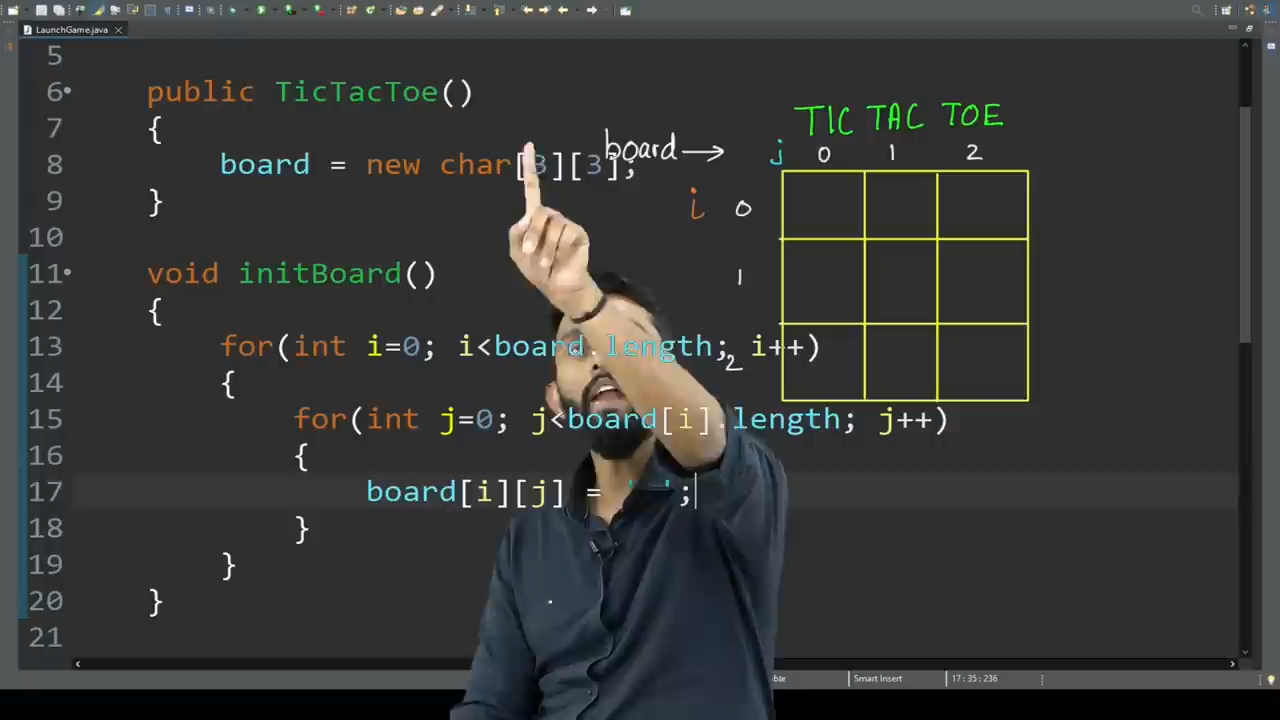 LaunchGame.java
5
TIC TAC TOE
6 public TicTacToe()
7 {
board → j 0 1 2
8 board = new char[3][3];
i 0
9 }
10
1
11 void initBoard()
12 {
13 for(int i=0; i<board.length; i++)
2
14 {
15 for(int j=0; j<board[i].length; j++)
16 {
17 board[i][j] = ' ';
18 }
19 }
20 }
21
Smart Insert
17:35:236